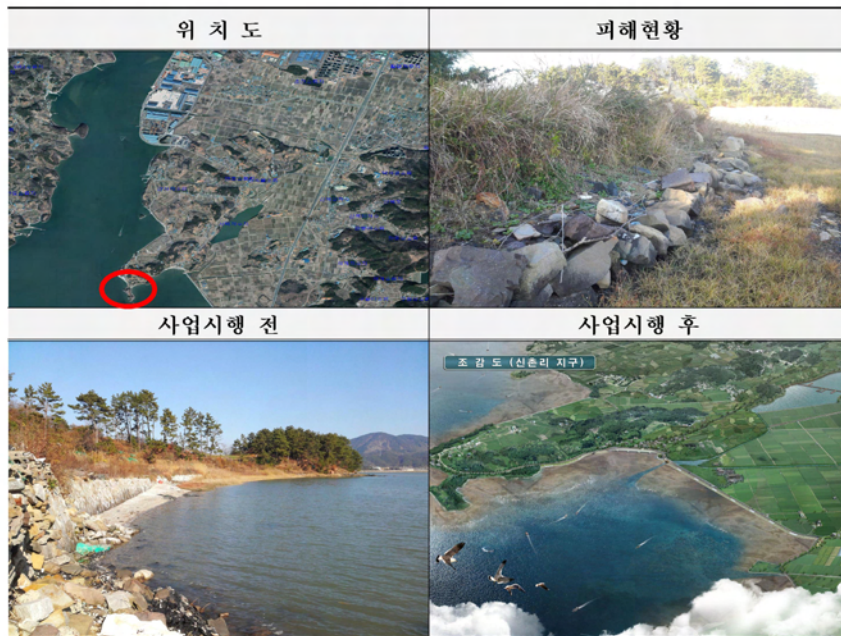 위 치 도
피해현황
사업시행 전
사업시행 후
조 감 도 (신촌리 지구)